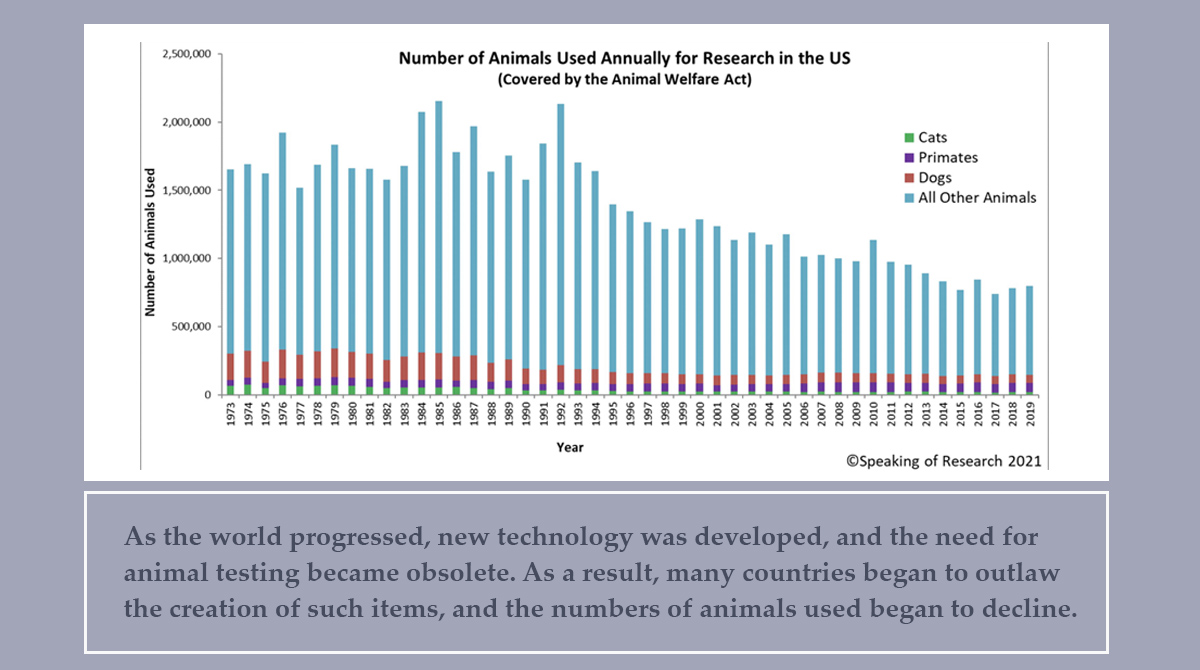 Number of Animals Used Annually for Research in the US
(Covered by the Animal Welfare Act)
2,500,000
2,000,000
1,500,000
1,000,000
500,000
0
Number of Animals Used
Cats
Primates
Dogs
All Other Animals
1973 1974 1975 1976 1977 1978 1979 1980 1981 1982 1983 1984 1985 1986 1987 1988 1989 1990 1991 1992 1993 1994 1995 1996 1997 1998 1999 2000 2001 2002 2003 2004 2005 2006 2007 2008 2009 2010 2011 2012 2013 2014 2015 2016 2017 2018 2019
Year
©Speaking of Research 2021
As the world progressed, new technology was developed, and the need for
animal testing became obsolete. As a result, many countries began to outlaw
the creation of such items, and the numbers of animals used began to decline.